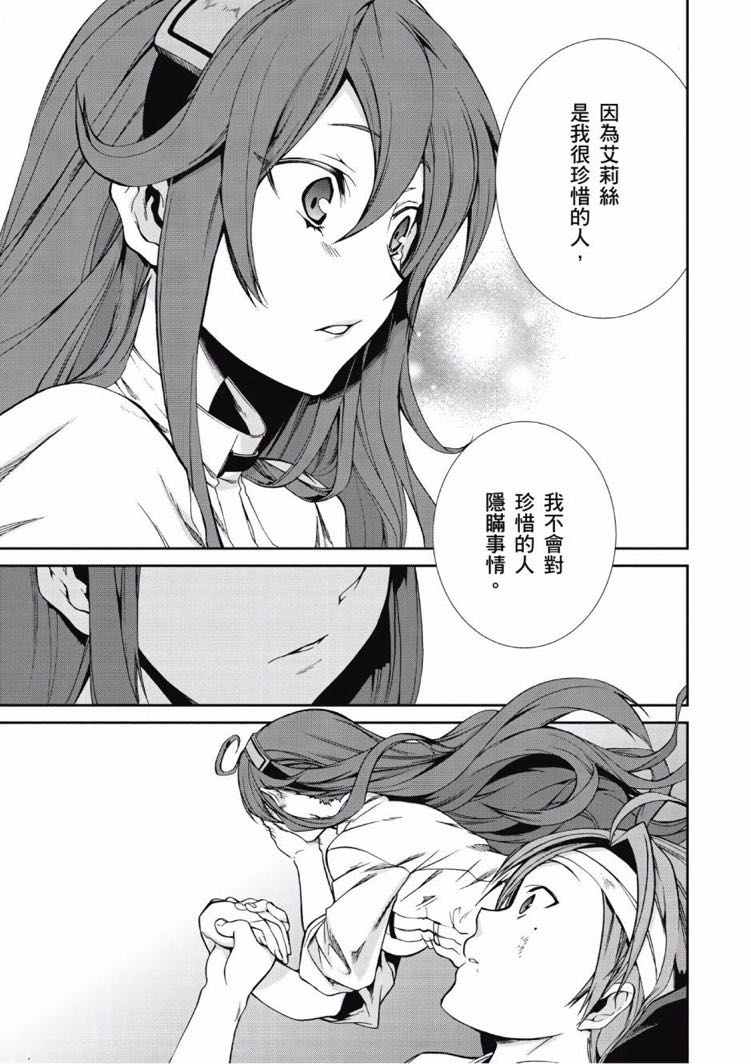 因為艾莉絲
是我很珍惜的人，
我不會對
珍惜的人
隱瞞事情。